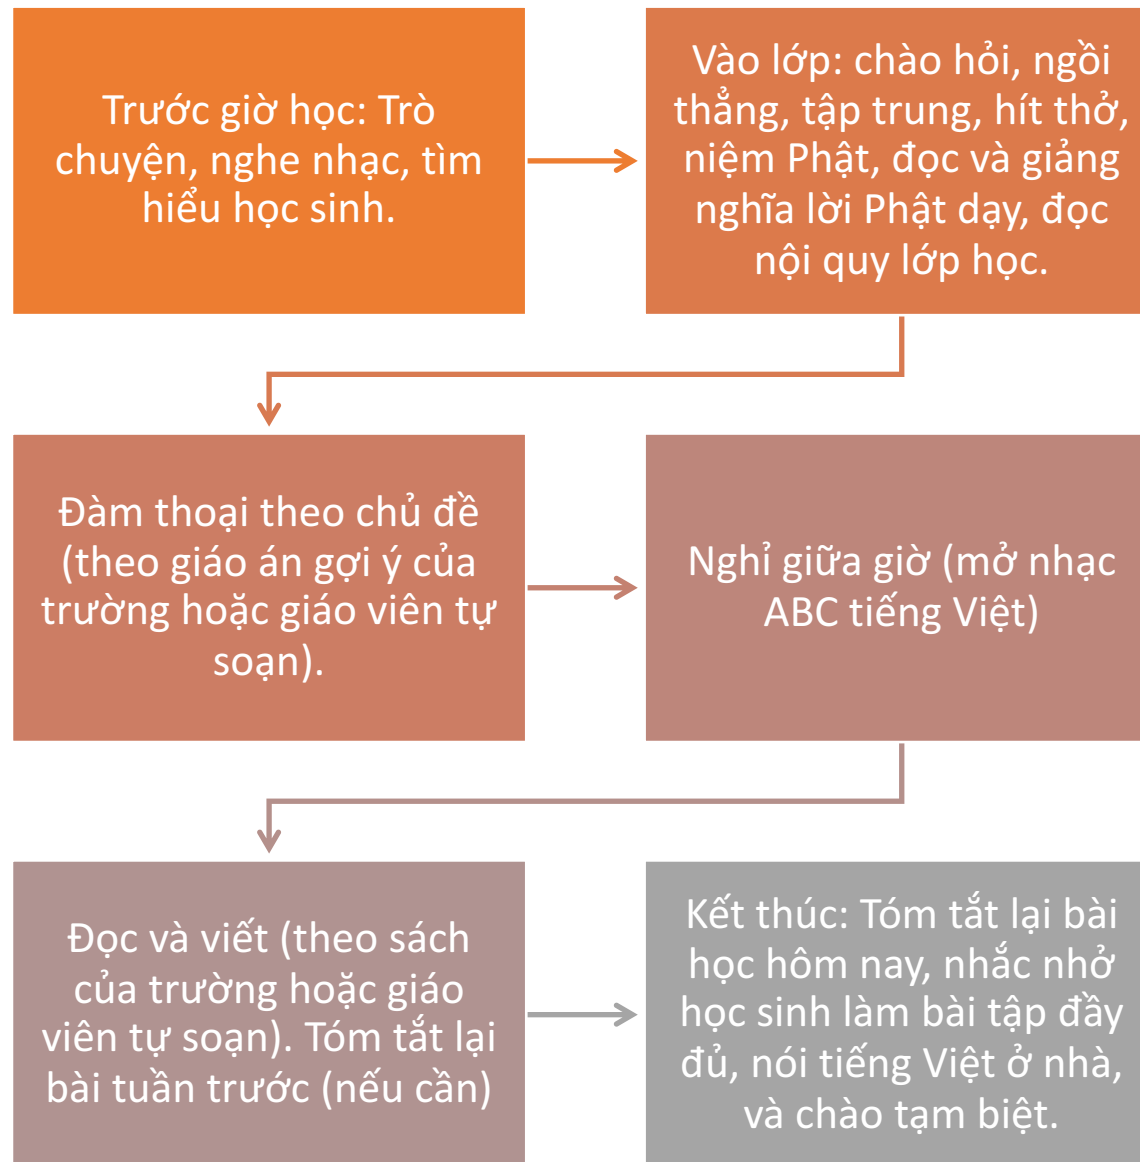 Trước giờ học: Trò
chuyện, nghe nhạc, tìm
hiểu học sinh.
Vào lớp: chào hỏi, ngồi
thẳng, tập trung, hít thở,
niệm Phật, đọc và giảng
nghĩa lời Phật dạy, đọc
nội quy lớp học.
Đàm thoại theo chủ đề
(theo giáo án gợi ý của
trường hoặc giáo viên tự
soạn).
Nghỉ giữa giờ (mở nhạc
ABC tiếng Việt)
Đọc và viết (theo sách
của trường hoặc giáo
viên tự soạn). Tóm tắt lại
bài tuần trước (nếu cần)
Kết thúc: Tóm tắt lại bài
học hôm nay, nhắc nhở
học sinh làm bài tập đầy
đủ, nói tiếng Việt ở nhà,
và chào tạm biệt.